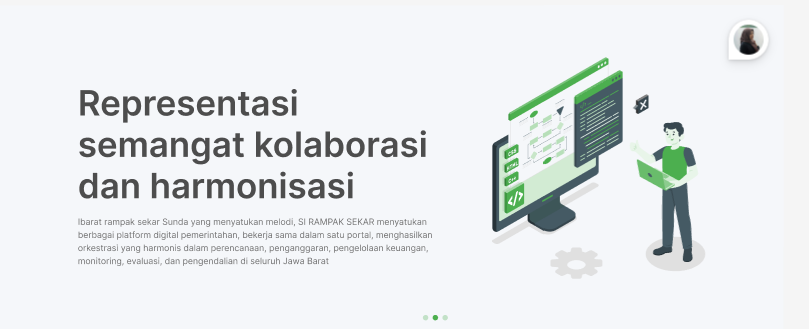 Representasi
semangat kolaborasi
dan harmonisasi
Ibarat rampak sekar Sunda yang menyatukan melodi, SI RAMPAK SEKAR menyatukan
berbagai platform digital pemerintahan, bekerja sama dalam satu portal, menghasilkan
orkestrasi yang harmonis dalam perencanaan, penganggaran, pengelolaan keuangan,
monitoring, evaluasi, dan pengendalian di seluruh Jawa Barat
CSS
HTML
C++
</>